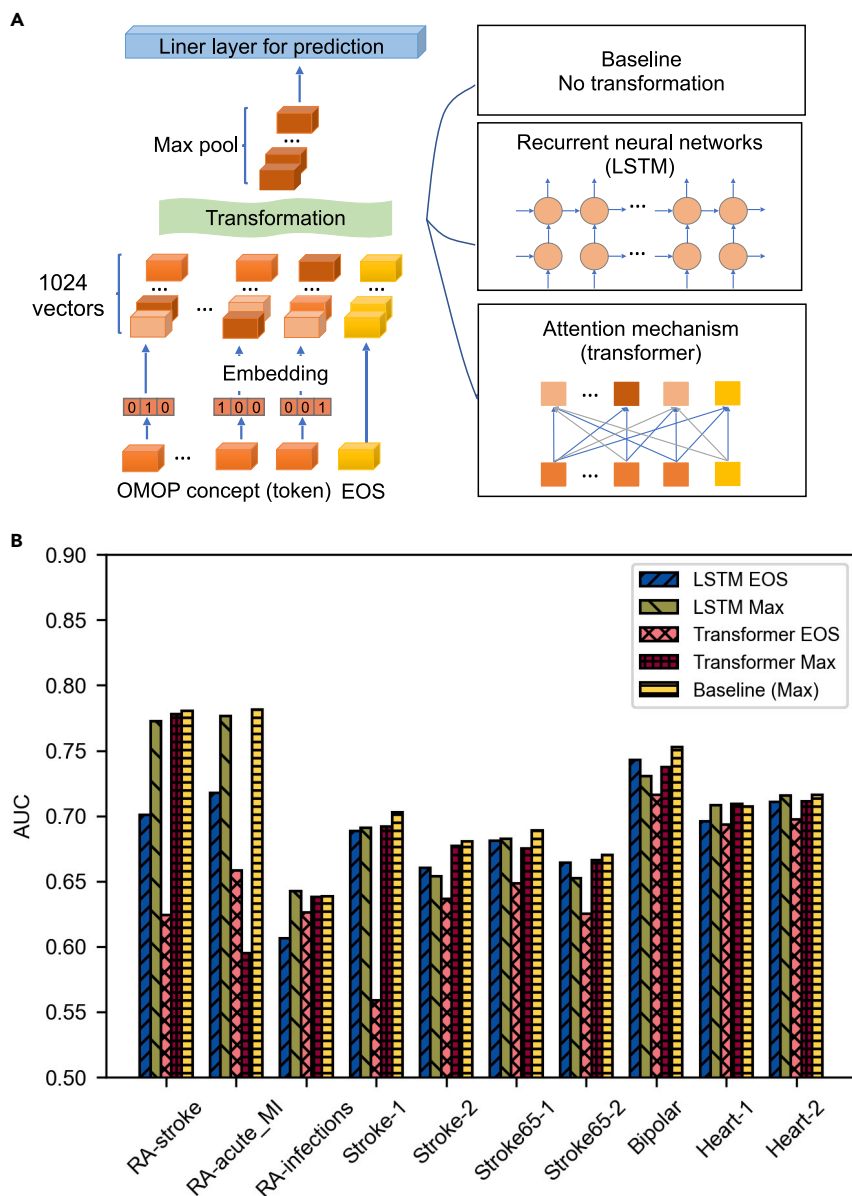 A
Liner layer for prediction
Max pool
...
Transformation
1024
vectors
... ... ... ...
...
Embedding
0 1 0
1 0 0
0 0 1
...
OMOP concept (token)
EOS
Baseline
No transformation
Recurrent neural networks
(LSTM)
...
...
Attention mechanism
(transformer)
...
...
B
0.90
0.85
0.80
0.75
0.70
0.65
0.60
0.55
0.50
AUC
LSTM EOS
LSTM Max
Transformer EOS
Transformer Max
Baseline (Max)
RA-stroke
RA-acute_MI
RA-infections
Stroke-1
Stroke-2
Stroke65-1
Stroke65-2
Bipolar
Heart-1
Heart-2